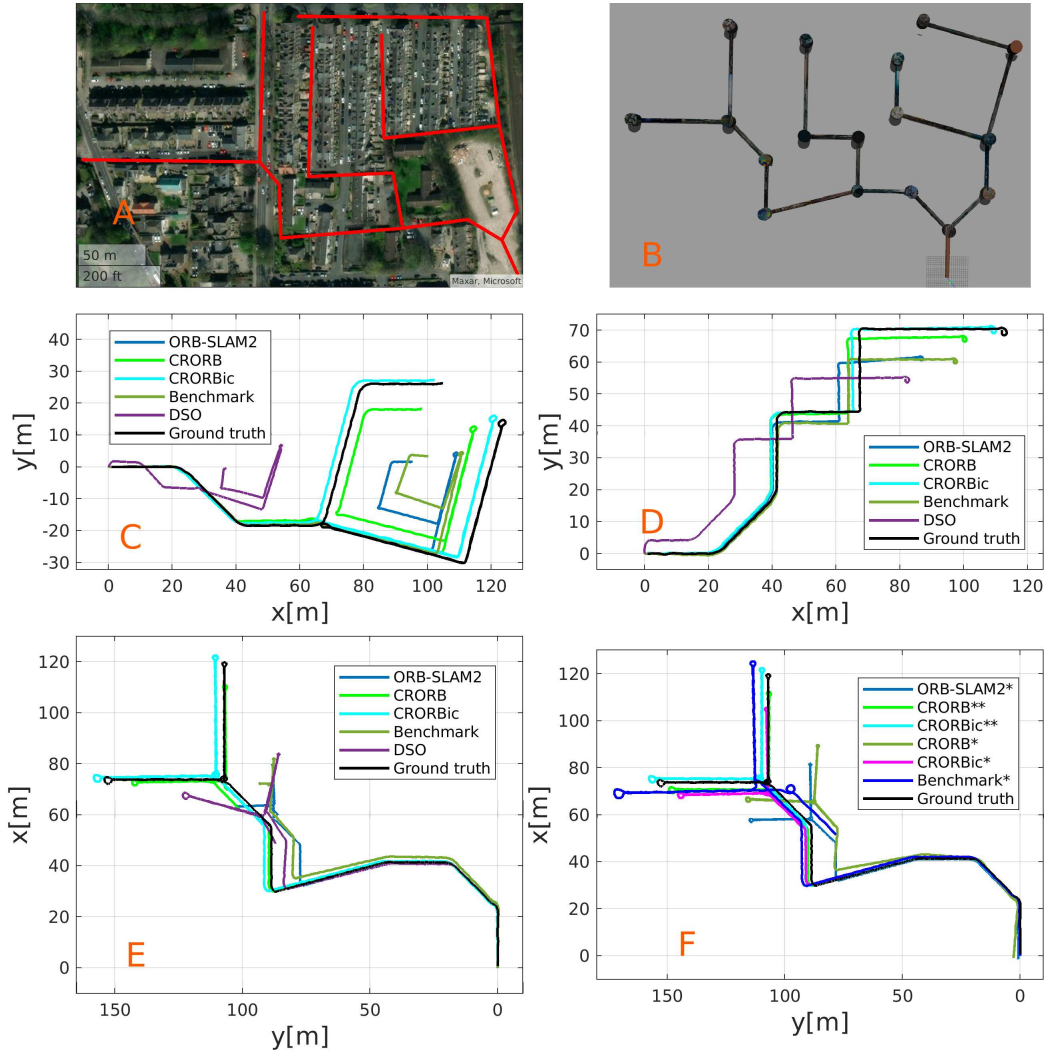 A
50 m
200 ft
Maxar, Microsoft
B
40
30
20
10
0
-10
-20
-30
y[m]
ORB-SLAM2
CRORB
CRORBic
Benchmark
DSO
Ground truth
C
0 20 40 60 80 100 120
x[m]
70
60
50
40
30
20
10
0
y[m]
ORB-SLAM2
CRORB
CRORBic
Benchmark
DSO
Ground truth
D
0 20 40 60 80 100 125
x[m]
120
100
80
60
40
20
0
x[m]
ORB-SLAM2
CRORB
CRORBic
Benchmark
DSO
Ground truth
E
150 100 50 0
y[m]
120
100
80
60
40
20
0
x[m]
ORB-SLAM2*
CRORB**
CRORBic**
CRORB*
CRORBic*
Benchmark*
Ground truth
F
150 100 50 0
y[m]